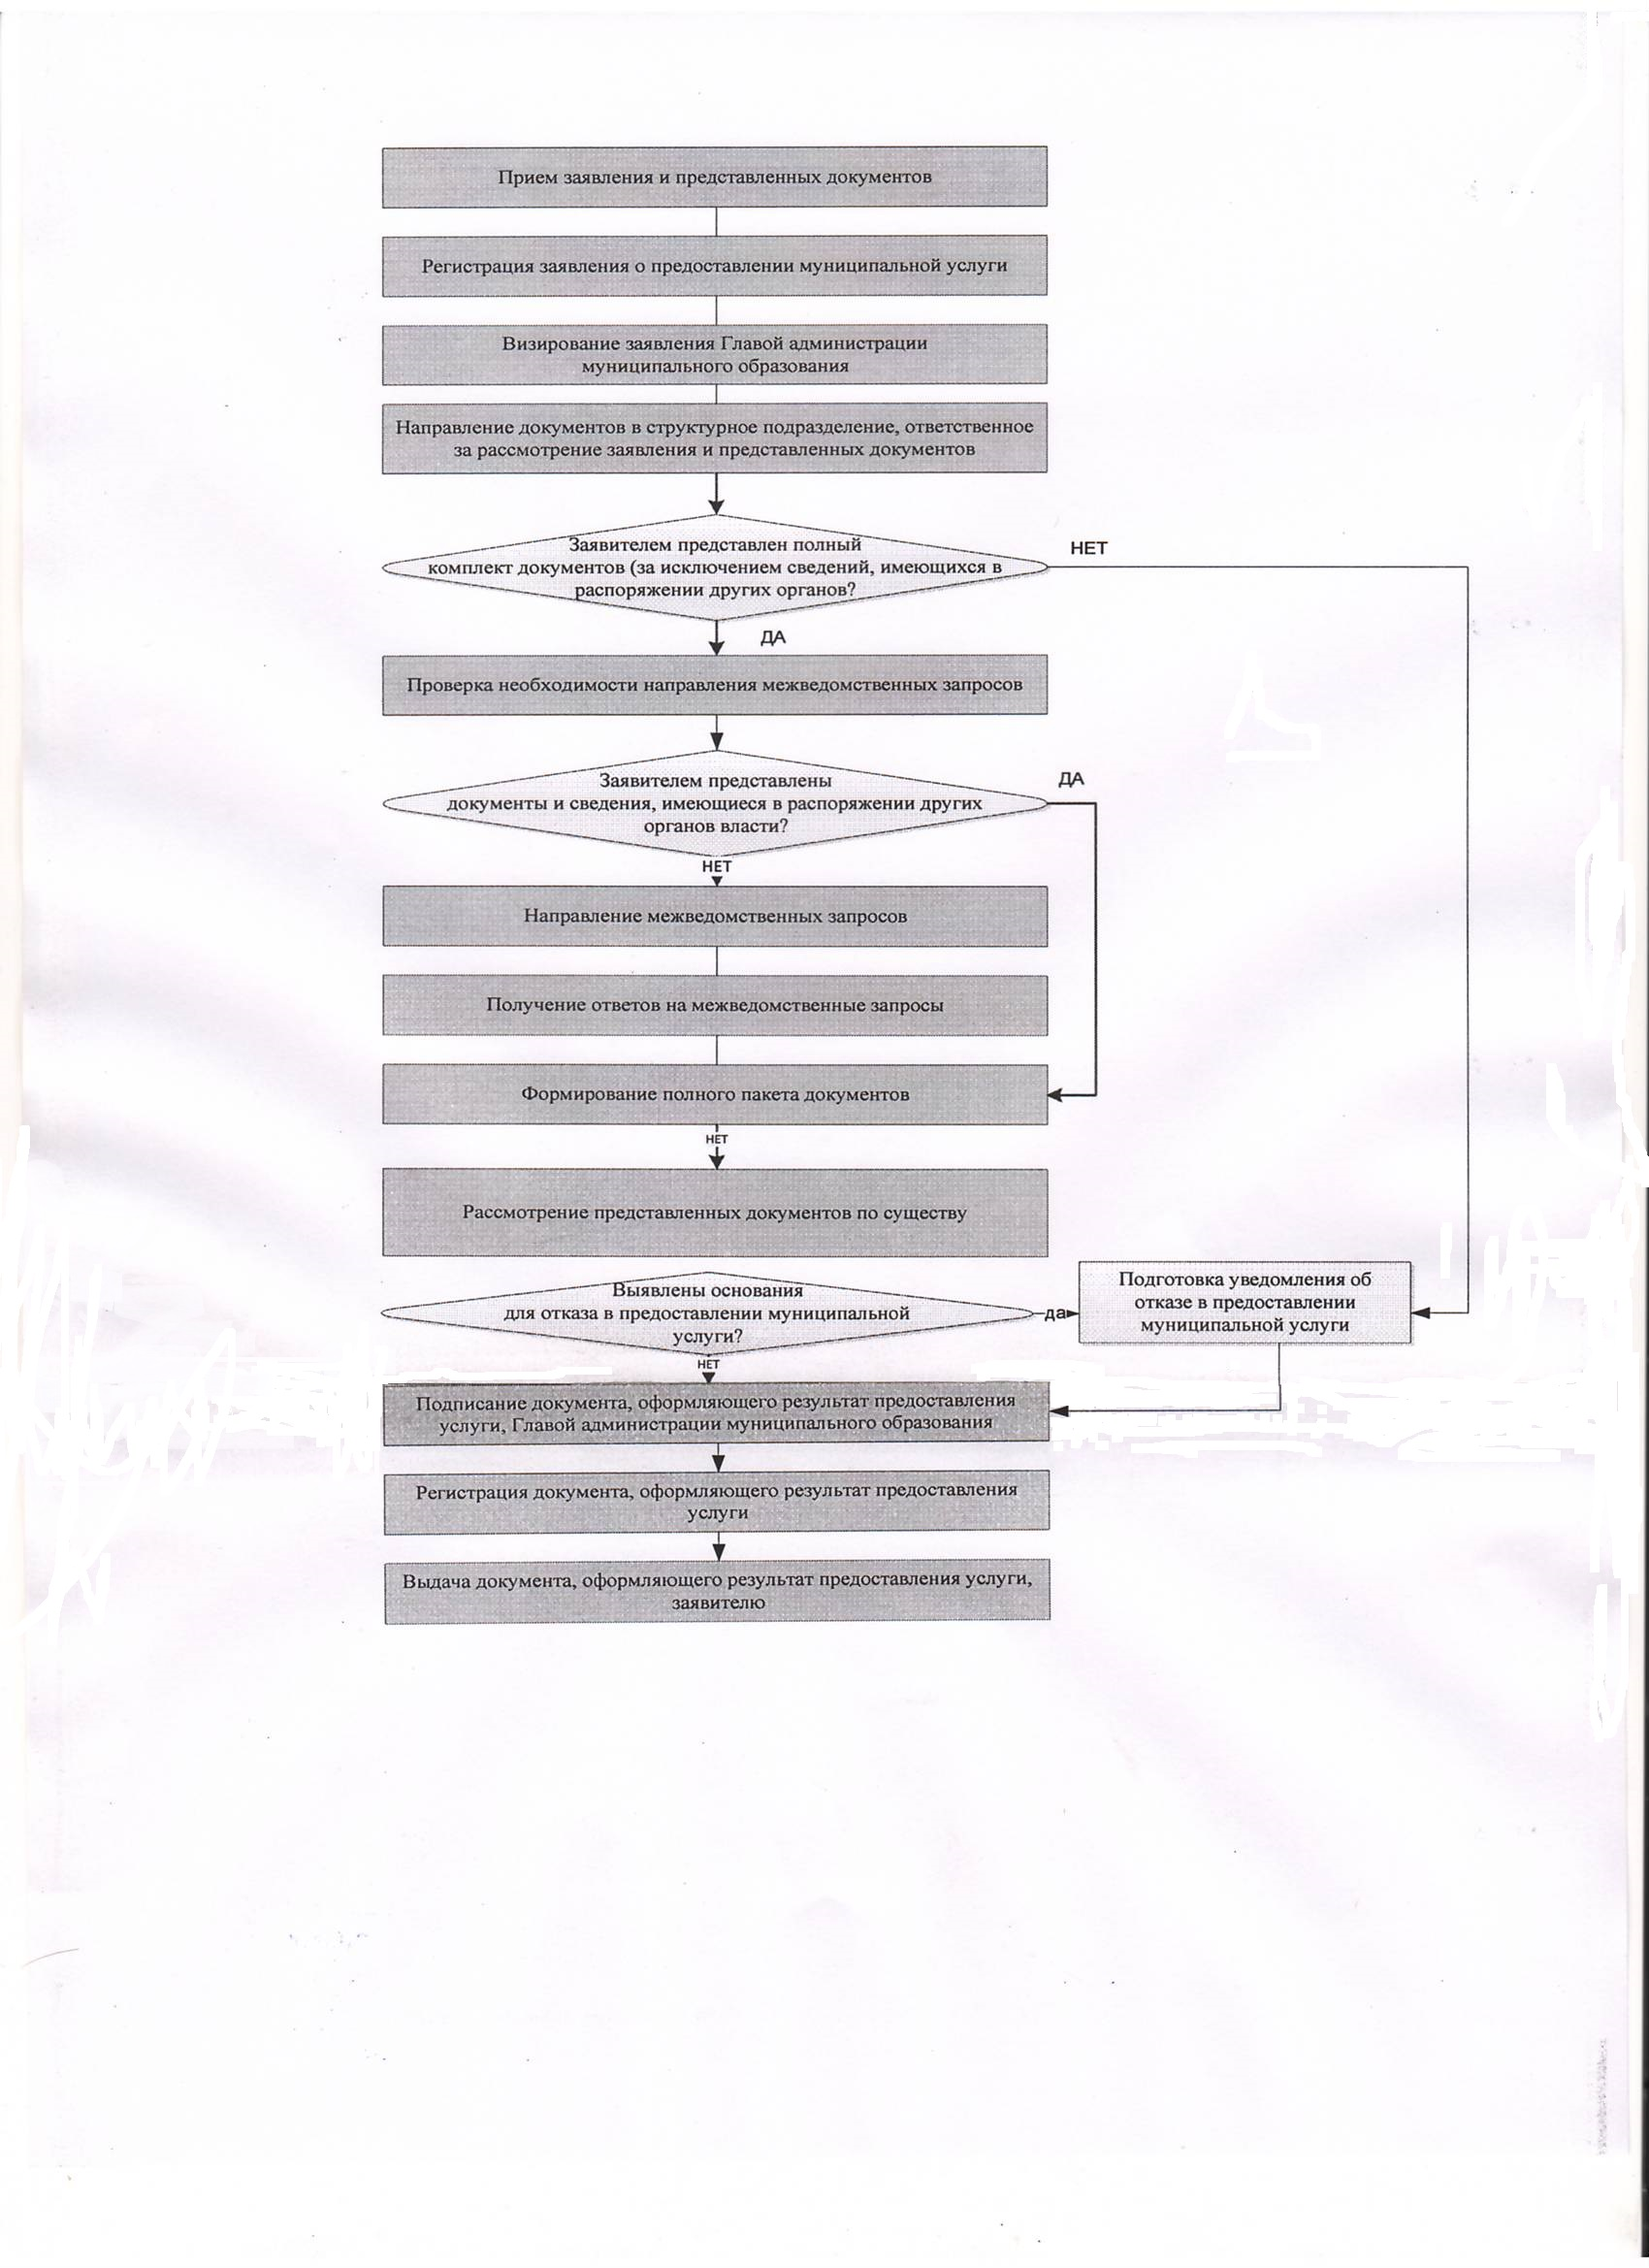 Прием заявления и представленных документов
Регистрация заявления о предоставлении муниципальной услуги
Визирование заявления Главой администрации
муниципального образования
Направление документов в структурное подразделение, ответственное
за рассмотрение заявления и представленных документов
Заявителем представлен полный
комплект документов (за исключением сведений, имеющихся в
распоряжении других органов?
НЕТ
ДА
Проверка необходимости направления межведомственных запросов
Заявителем представлены
документы и сведения, имеющиеся в распоряжении других
органов власти?
ДА
НЕТ
Направление межведомственных запросов
Получение ответов на межведомственные запросы
Формирование полного пакета документов
НЕТ
Рассмотрение представленных документов по существу
Выявлены основания
для отказа в предоставлении муниципальной
услуги?
да
Подготовка уведомления об
отказе в предоставлении
муниципальной услуги
НЕТ
Подписание документа, оформляющего результат предоставления
услуги, Главой администрации муниципального образования
Регистрация документа, оформляющего результат предоставления
услуги
Выдача документа, оформляющего результат предоставления услуги,
заявителю